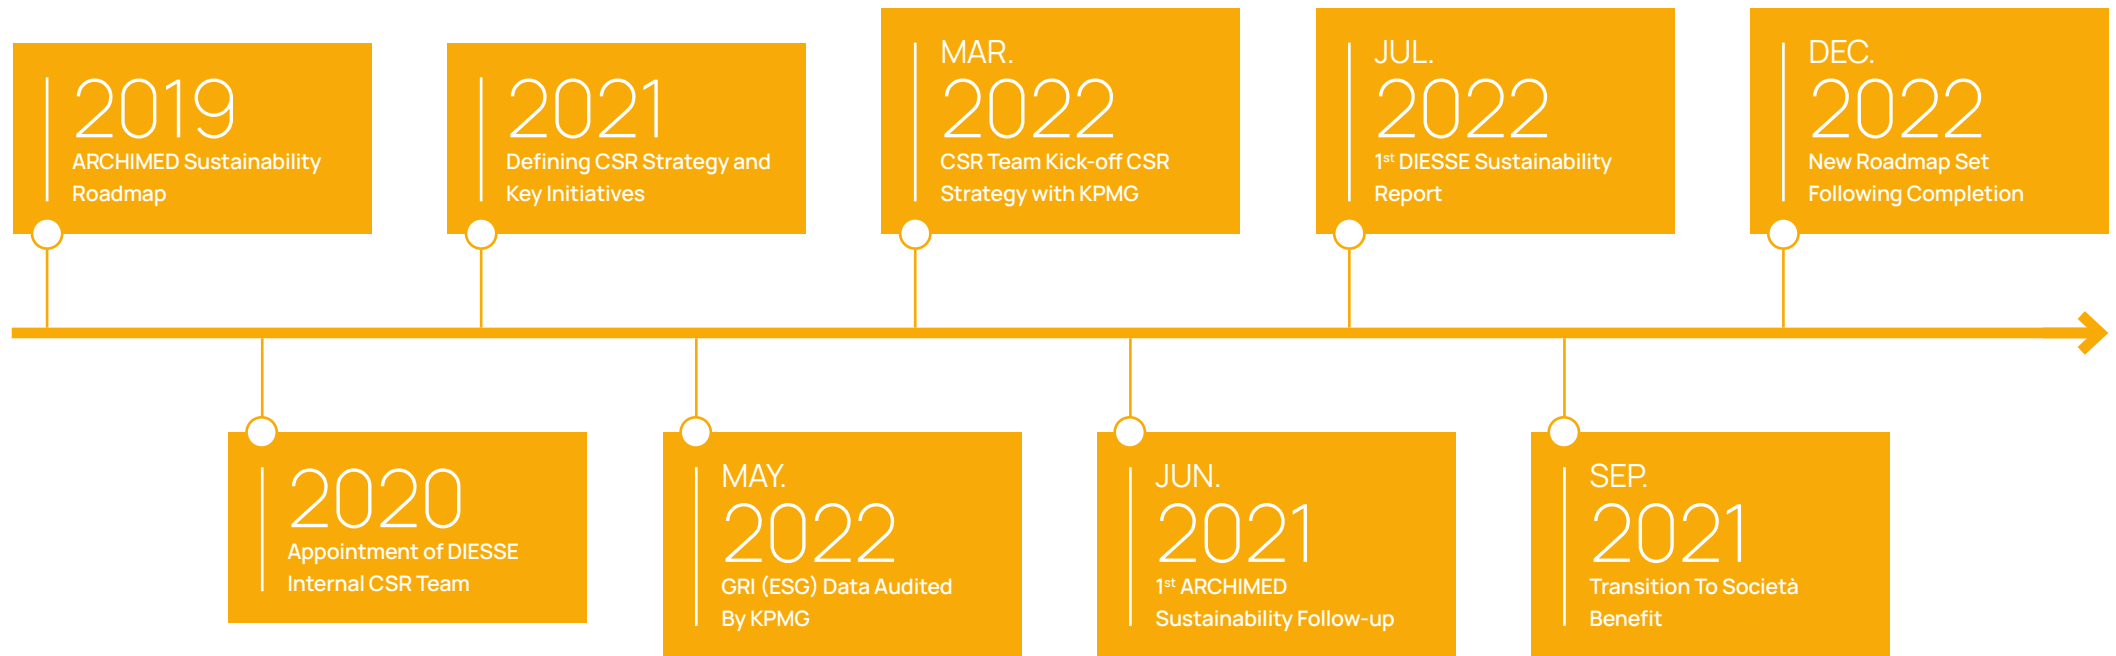 2019
ARCHIMED Sustainability
Roadmap
2021
Defining CSR Strategy and
Key Initiatives
MAR.
2022
CSR Team Kick-off CSR
Strategy with KPMG
JUL.
2022
1st DIESSE Sustainability
Report
DEC.
2022
New Roadmap Set
Following Completion
2020
Appointment of DIESSE
Internal CSR Team
MAY.
2022
GRI (ESG) Data Audited
By KPMG
JUN.
2021
1st ARCHIMED
Sustainability Follow-up
SEP.
2021
Transition To Società
Benefit